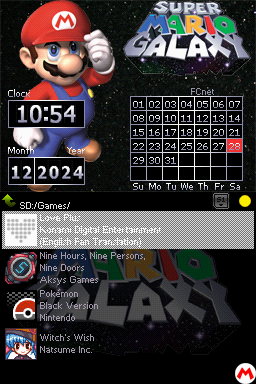 SUPER
MARIO
GALAXY
Clock
10:54
FCnet
01 02 03 04 05 06 07
08 09 10 11 12 13 14
15 16 17 18 19 20 21
22 23 24 25 26 27 28
29 30 31
Su Mo Tu We Th Fr Sa
Month Year
12 2024
SD:/Games/
Love Plus
Konami Digital Entertainment
(English Fan Translation)
Nine Hours, Nine Persons,
Nine Doors
Aksys Games
Pokémon
Black Version
Nintendo
Witch's Wish
Natsume Inc.